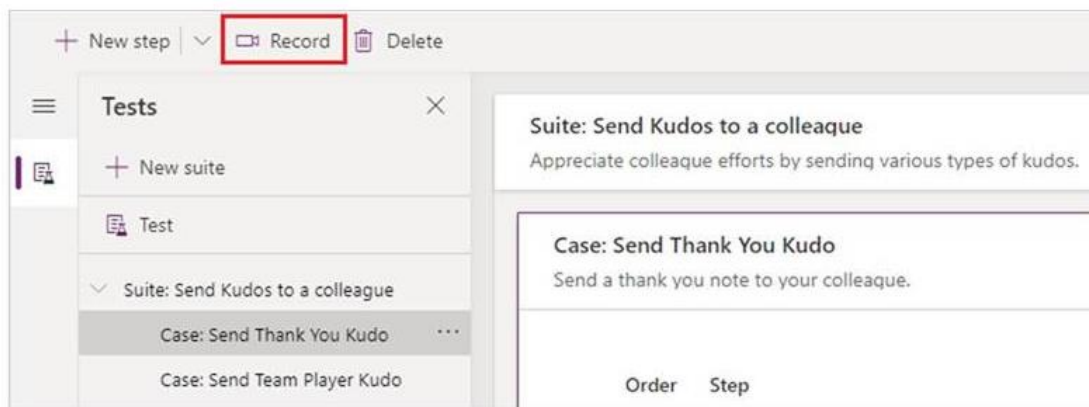 New step Record Delete
Tests
New suite
Test
Suite: Send Kudos to a colleague
Case: Send Thank You Kudo ...
Case: Send Team Player Kudo
Suite: Send Kudos to a colleague
Appreciate colleague efforts by sending various types of kudos.
Case: Send Thank You Kudo
Send a thank you note to your colleague.
Order Step